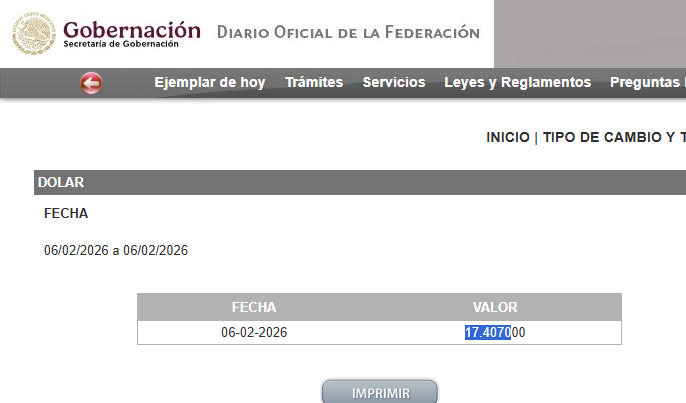 Gobernación
Secretaría de Gobernación
DIARIO OFICIAL DE LA FEDERACIÓN
Ejemplar de hoy Trámites Servicios Leyes y Reglamentos Preguntas
INICIO | TIPO DE CAMBIO Y
DOLAR
FECHA
06/02/2026 a 06/02/2026
FECHA VALOR
06-02-2026 17.407000
IMPRIMIR